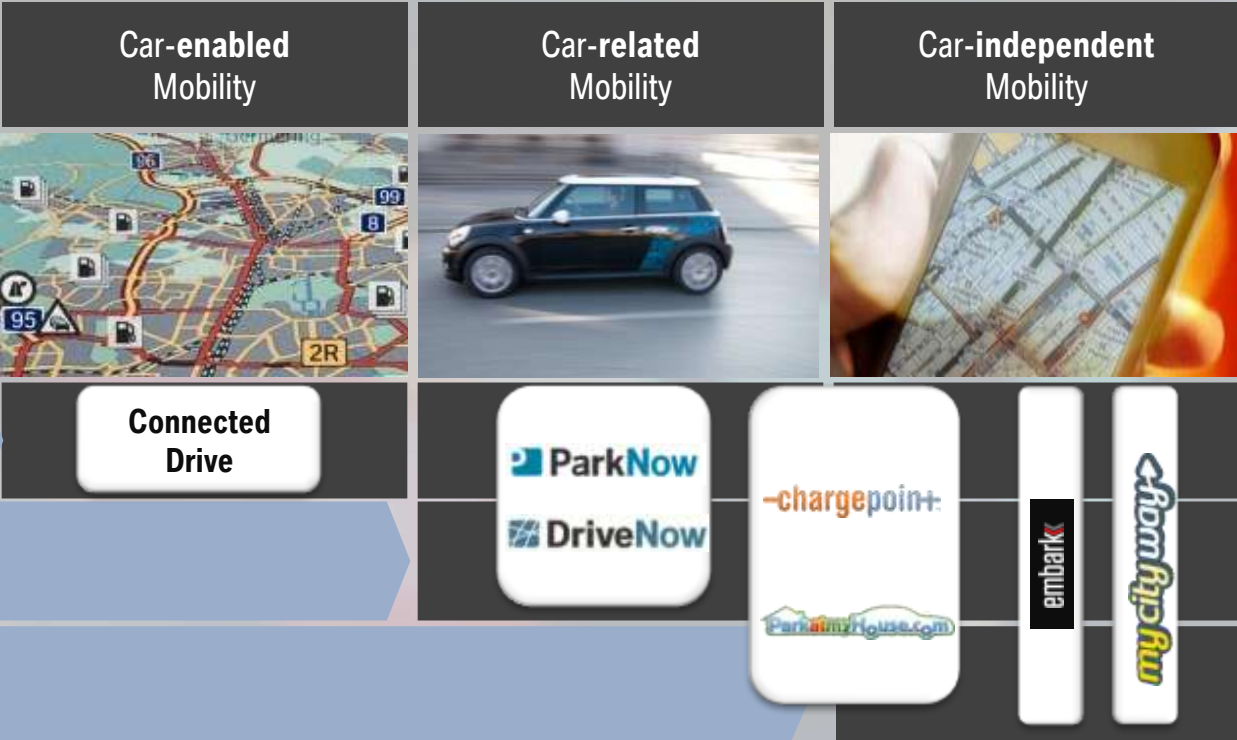 Car-enabled
Mobility
Car-related
Mobility
Car-independent
Mobility
96
99
8
95
2R
Connected
Drive
ParkNow
DriveNow
chargepoin+
ParkatmyHouse.com
embark
mycityway